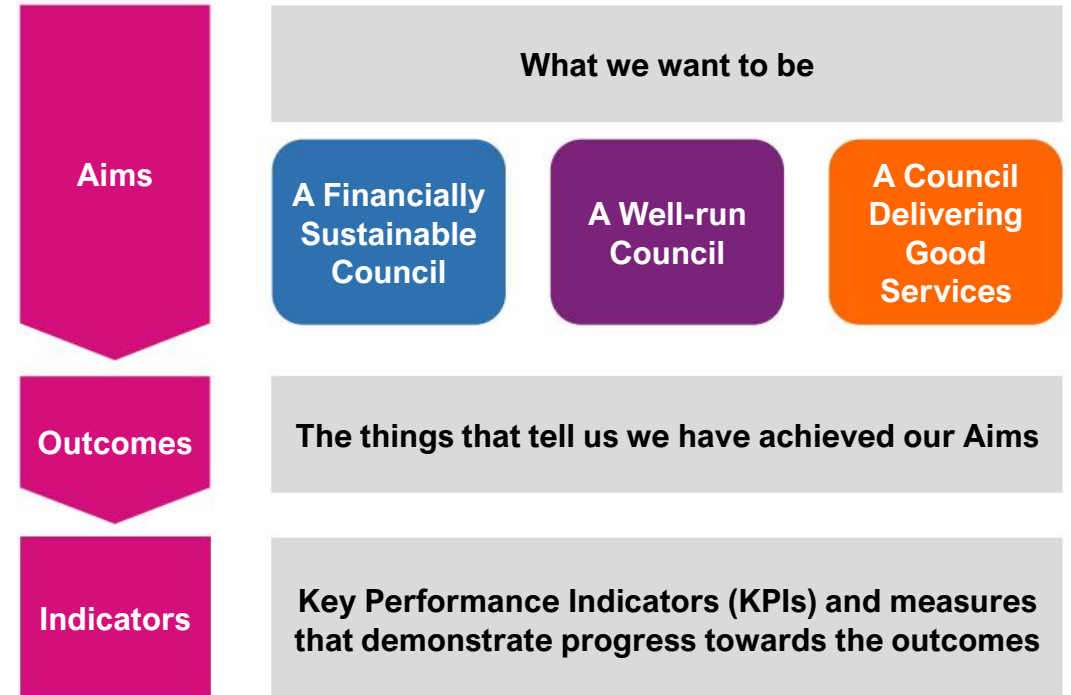 Aims
What we want to be
A Financially
Sustainable
Council
A Well-run
Council
A Council
Delivering
Good
Services
Outcomes
The things that tell us we have achieved our Aims
Indicators
Key Performance Indicators (KPIs) and measures
that demonstrate progress towards the outcomes